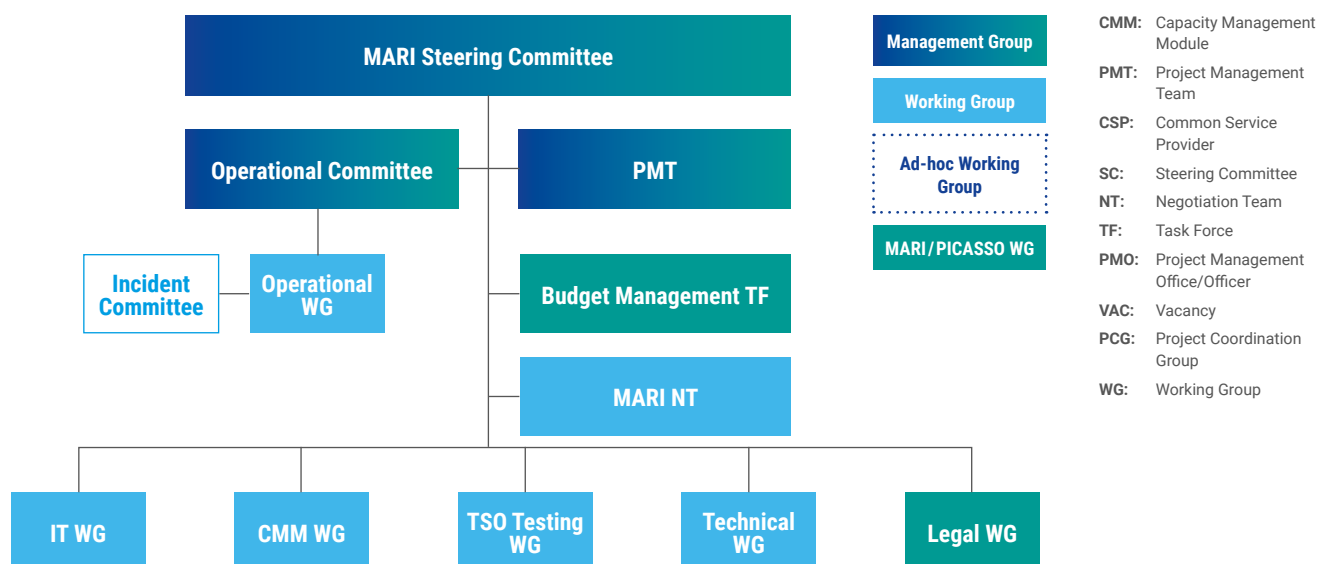 MARI Steering Committee
Operational Committee
PMT
Incident
Committee
Operational
WG
Budget Management TF
MARI NT
IT WG
CMM WG
TSO Testing
WG
Technical
WG
Legal WG
Management Group
Working Group
Ad-hoc Working
Group
MARI/PICASSO WG
CMM: Capacity Management
Module
PMT: Project Management
Team
CSP: Common Service
Provider
SC: Steering Committee
NT: Negotiation Team
TF: Task Force
PMO: Project Management
Office/Officer
VAC: Vacancy
PCG: Project Coordination
Group
WG: Working Group